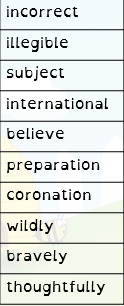 incorrect
illegible
subject
international
believe
preparation
coronation
wildly
bravely
thoughtfully